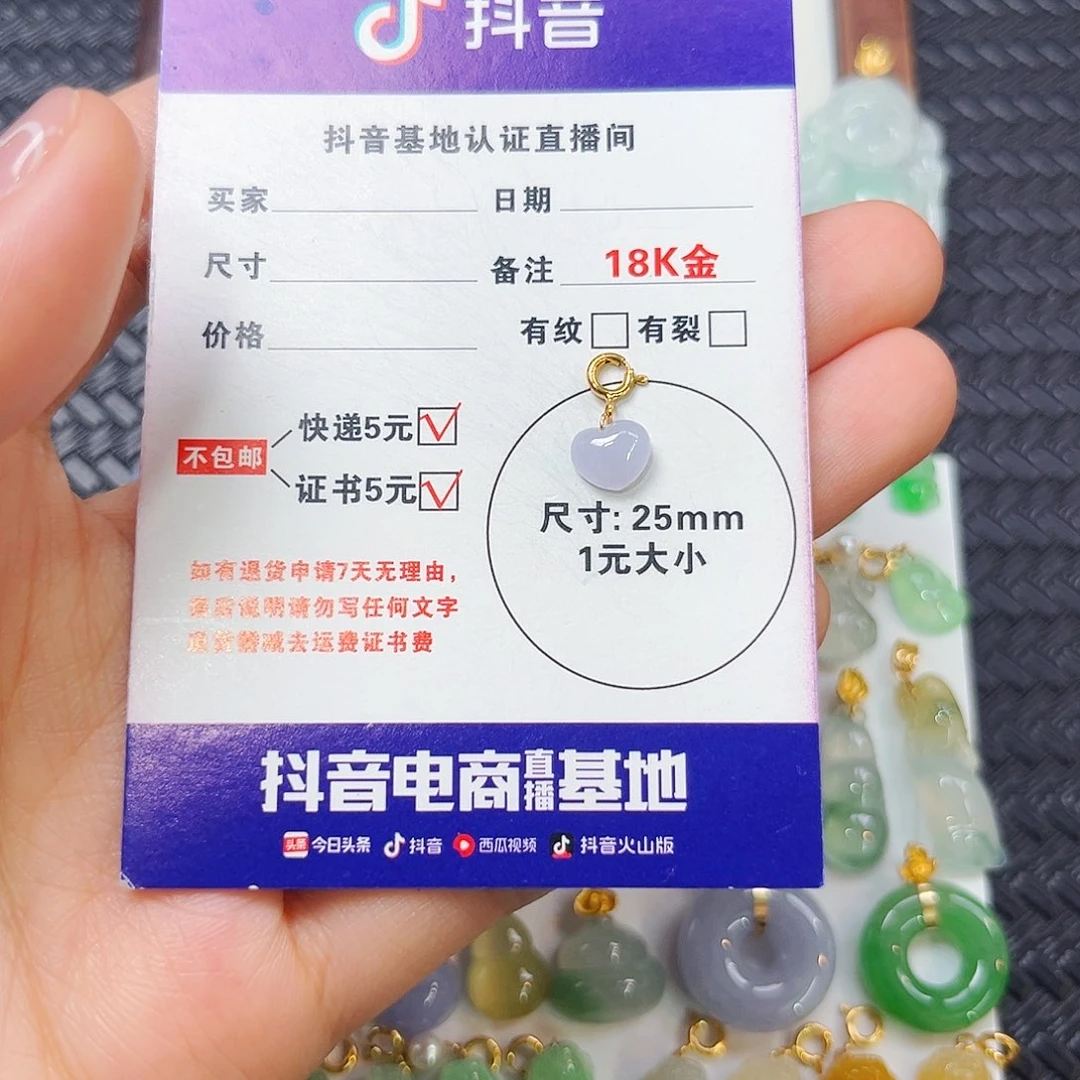 抖音
抖音基地认证直播间
买家 日期
尺寸 备注 18K金
价格 有纹 有裂
不包邮
快递5元
证书5元
尺寸: 25mm
1元大小
如有退货申请7天无理由,
说明请勿写任何文字
减去运费证书费
抖音电商直播基地
头条 今日头条 抖音 西瓜视频 抖音火山版